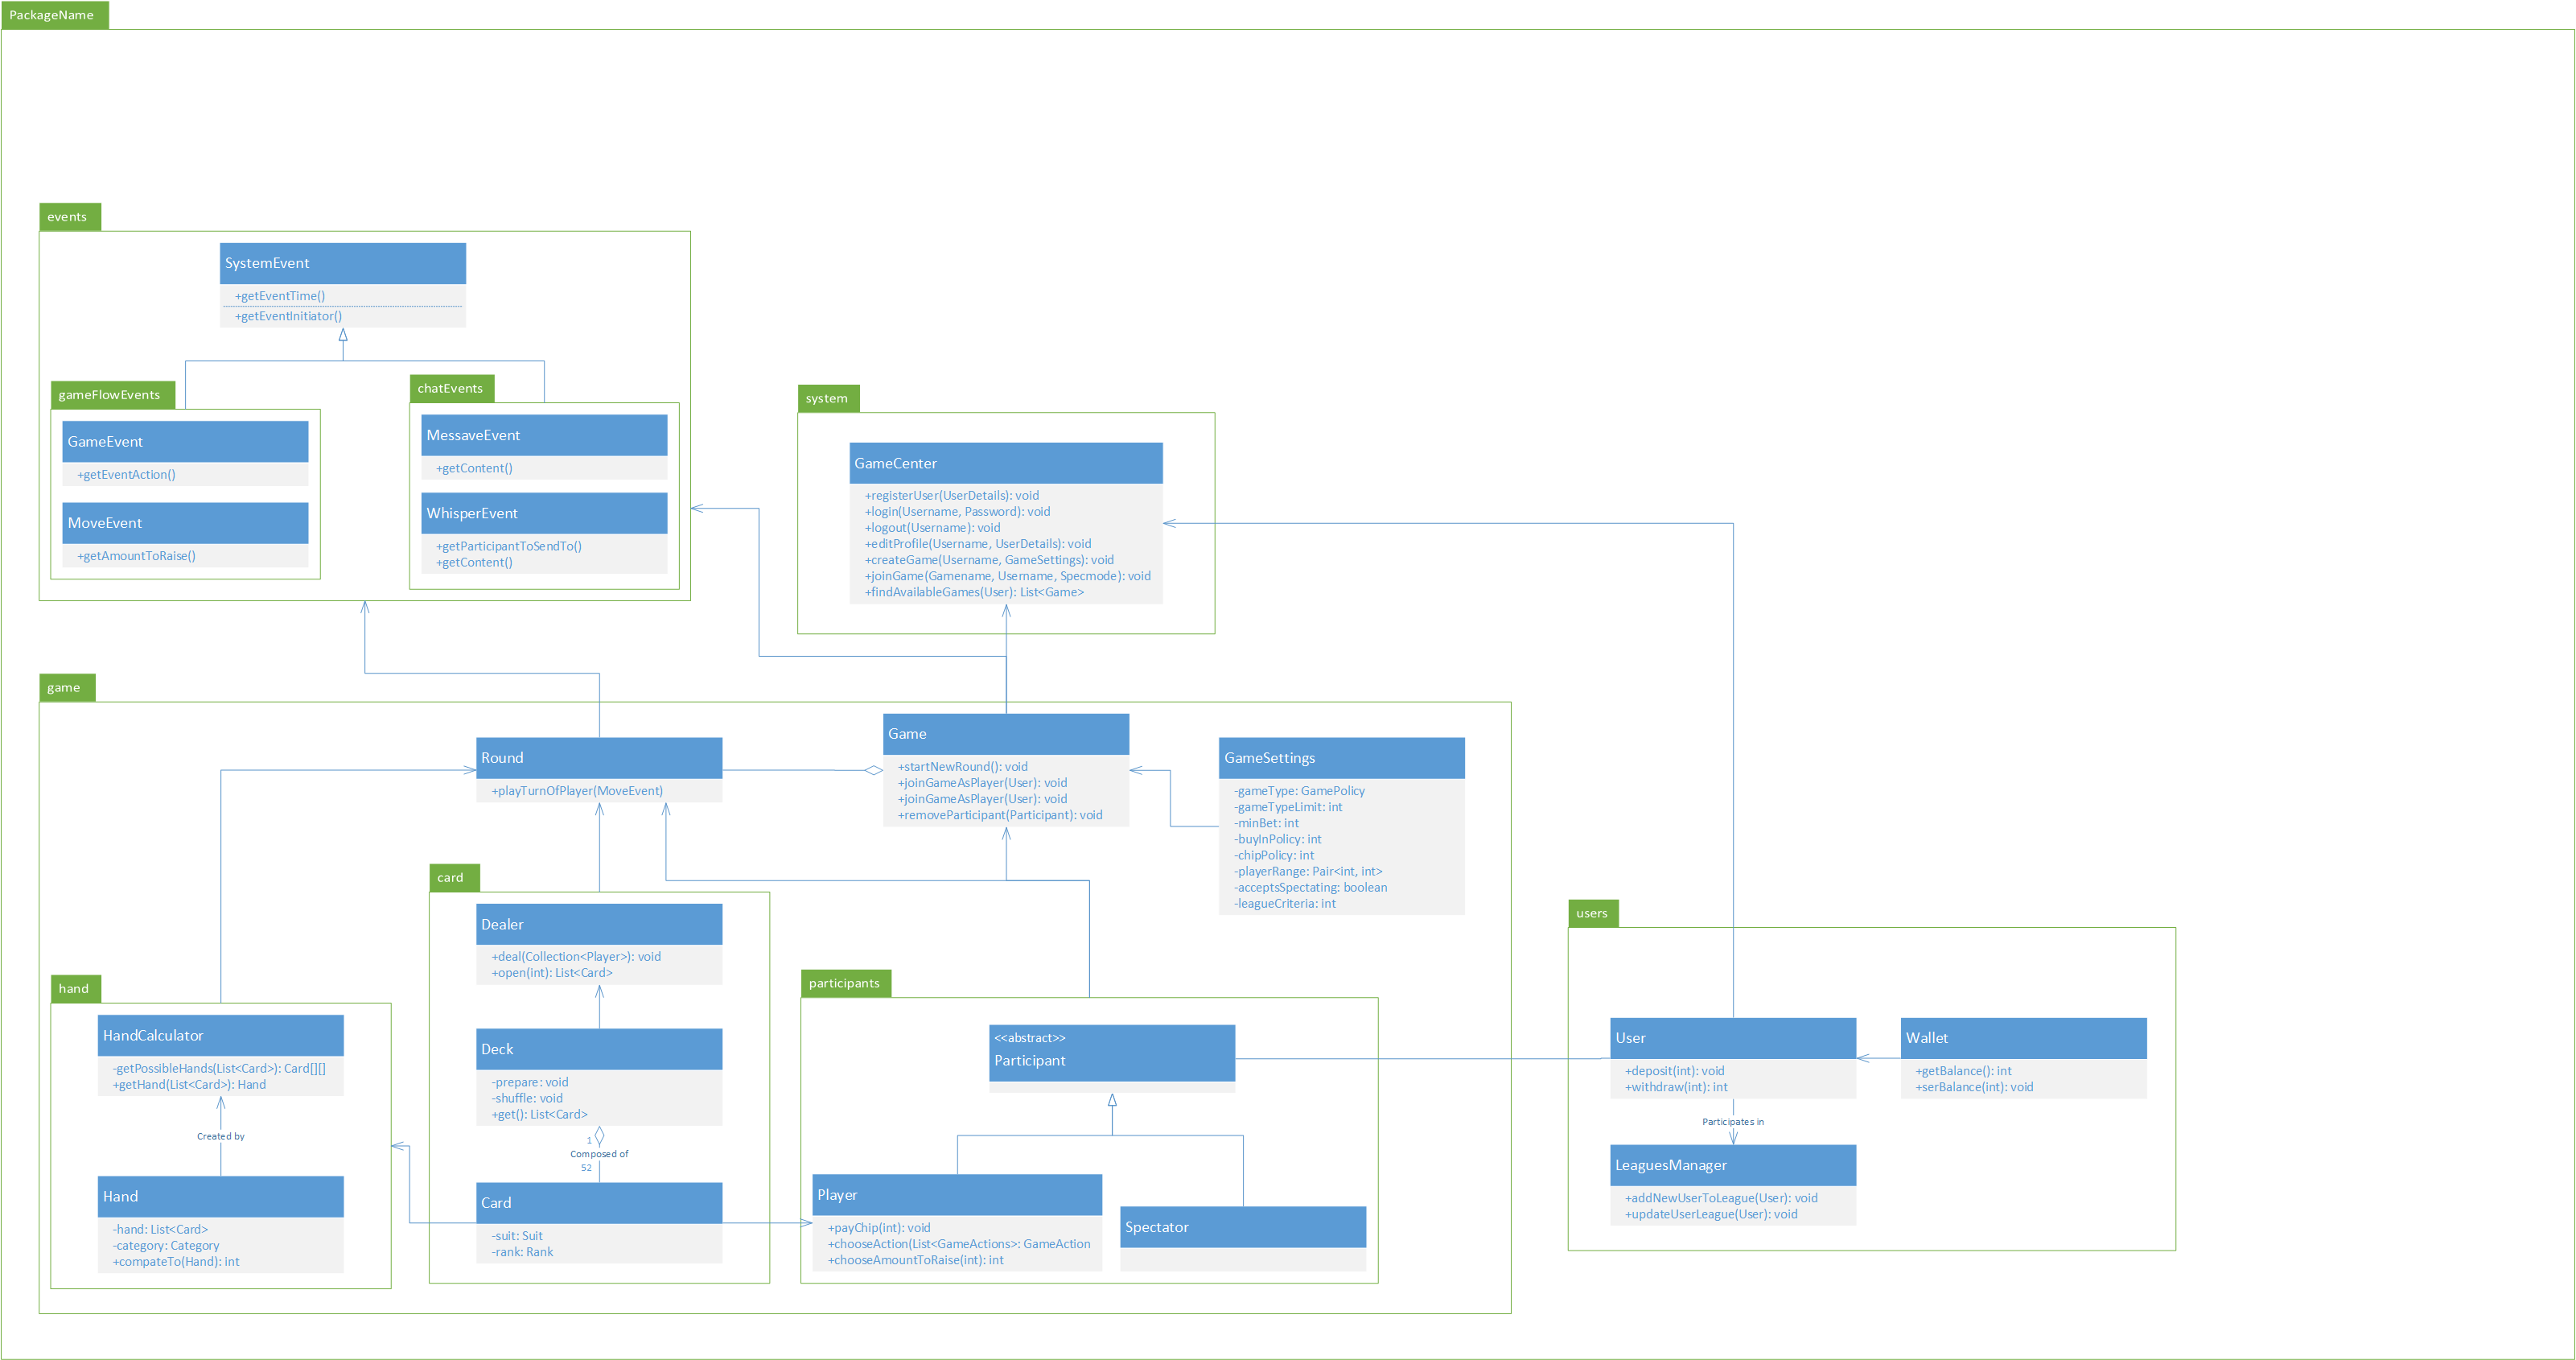 PackageName
events
SystemEvent
+getEventTime()
+getEventInitiator()
gameFlowEvents
GameEvent
+getEventAction()
MoveEvent
+getAmountToRaise()
chatEvents
MessaveEvent
+getContent()
WhisperEvent
+getParticipantToSendTo()
+getContent()
system
GameCenter
+registerUser(UserDetails): void
+login(Username, Password): void
+logout(Username): void
+editProfile(Username, UserDetails): void
+createGame(Username, GameSettings): void
+joinGame(Gamename, Username, Specmode): void
+findAvailableGames(User): List<Game>
game
Round
+playTurnOfPlayer(MoveEvent)
Game
+startNewRound(): void
+joinGameAsPlayer(User): void
+joinGameAsPlayer(User): void
+removeParticipant(Participant): void
GameSettings
-gameType: GamePolicy
-gameTypeLimit: int
-minBet: int
-buyInPolicy: int
-chipPolicy: int
-playerRange: Pair<int, int>
-acceptsSpectating: boolean
-leagueCriteria: int
hand
HandCalculator
-getPossibleHands(List<Card>): Card[][]
+getHand(List<Card>): Hand
Created by
Hand
-hand: List<Card>
-category: Category
+compateTo(Hand): int
card
Dealer
+deal(Collection<Player>): void
+open(int): List<Card>
Deck
-prepare: void
-shuffle: void
+get(): List<Card>
1
Composed of
52
Card
-suit: Suit
-rank: Rank
participants
<<abstract>>
Participant
Player
+payChip(int): void
+chooseAction(List<GameActions>: GameAction
+chooseAmountToRaise(int): int
Spectator
users
User
+deposit(int): void
+withdraw(int): int
Wallet
+getBalance(): int
+serBalance(int): void
Participates in
LeaguesManager
+addNewUserToLeague(User): void
+updateUserLeague(User): void